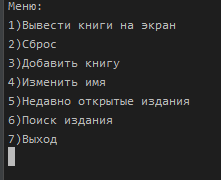 Меню:
1)Вывести книги на экран
2)Сброс
3)Добавить книгу
4)Изменить имя
5)Недавно открытые издания
6)Поиск издания
7)Выход